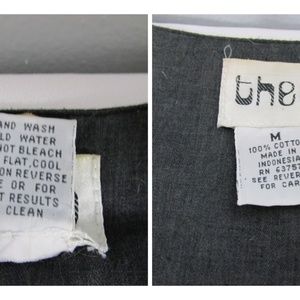 AND WASH
LD WATER
NOT BLEACH
FLAT, COOL
ON REVERSE
E OR FOR
T RESULTS
CLEAN
the
M
100% COTTO
MADE IN
INDONESIA
RN 6375
SEE REVER
FOR CAR